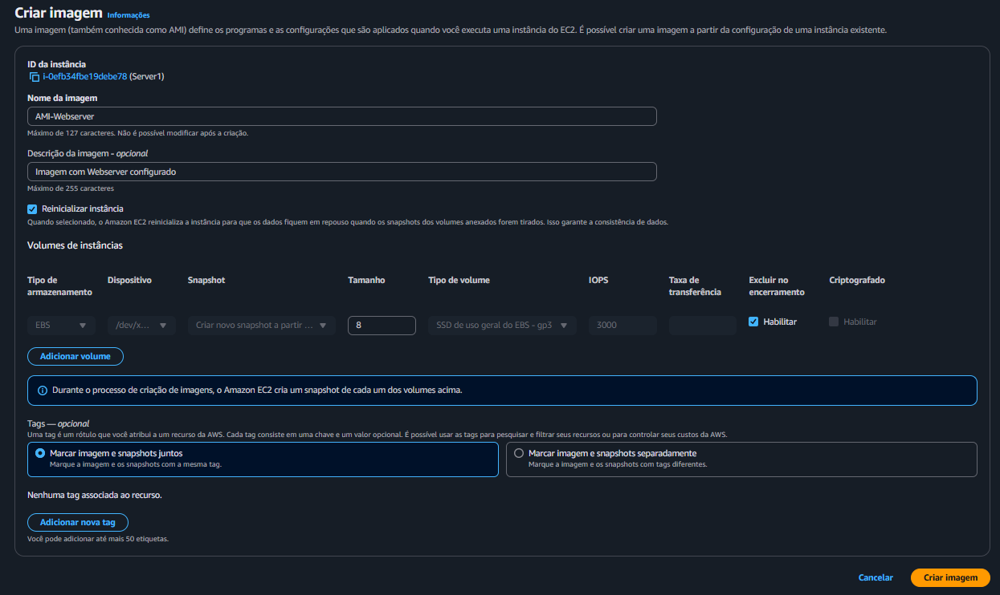 Criar imagem Informações
Uma imagem (também conhecida como AMI) define os programas e as configurações que são aplicados quando você executa uma instância do EC2. É possível criar uma imagem a partir da configuração de uma instância existente.
ID da instância
i-0efb34fbe19debe78 (Server1)
Nome da imagem
AMI-Webserver
Máximo de 127 caracteres. Não é possível modificar após a criação.
Descrição da imagem - opcional
Imagem com Webserver configurado
Máximo de 255 caracteres
Reinicializar instância
Quando selecionado, o Amazon EC2 reinicializa a instância para que os dados fiquem em repouso quando os snapshots dos volumes anexados forem tirados. Isso garante a consistência de dados.
Volumes de instâncias
Tipo de armazenamento Dispositivo Snapshot Tamanho Tipo de volume IOPS Taxa de transferência Excluir no encerramento Criptografado
EBS /dev/x... Criar novo snapshot a partir ... 8 SSD de uso geral do EBS - gp3 3000 Habilitar Habilitar
Adicionar volume
Durante o processo de criação de imagens, o Amazon EC2 cria um snapshot de cada um dos volumes acima.
Tags — opcional
Uma tag é um rótulo que você atribui a um recurso da AWS. Cada tag consiste em uma chave e um valor opcional. É possível usar as tags para pesquisar e filtrar seus recursos ou para controlar seus custos da AWS.
Marcar imagem e snapshots juntos
Marque a imagem e os snapshots com a mesma tag.
Marcar imagem e snapshots separadamente
Marque a imagem e os snapshots com tags diferentes.
Nenhuma tag associada ao recurso.
Adicionar nova tag
Você pode adicionar até mais 50 etiquetas.
Cancelar Criar imagem